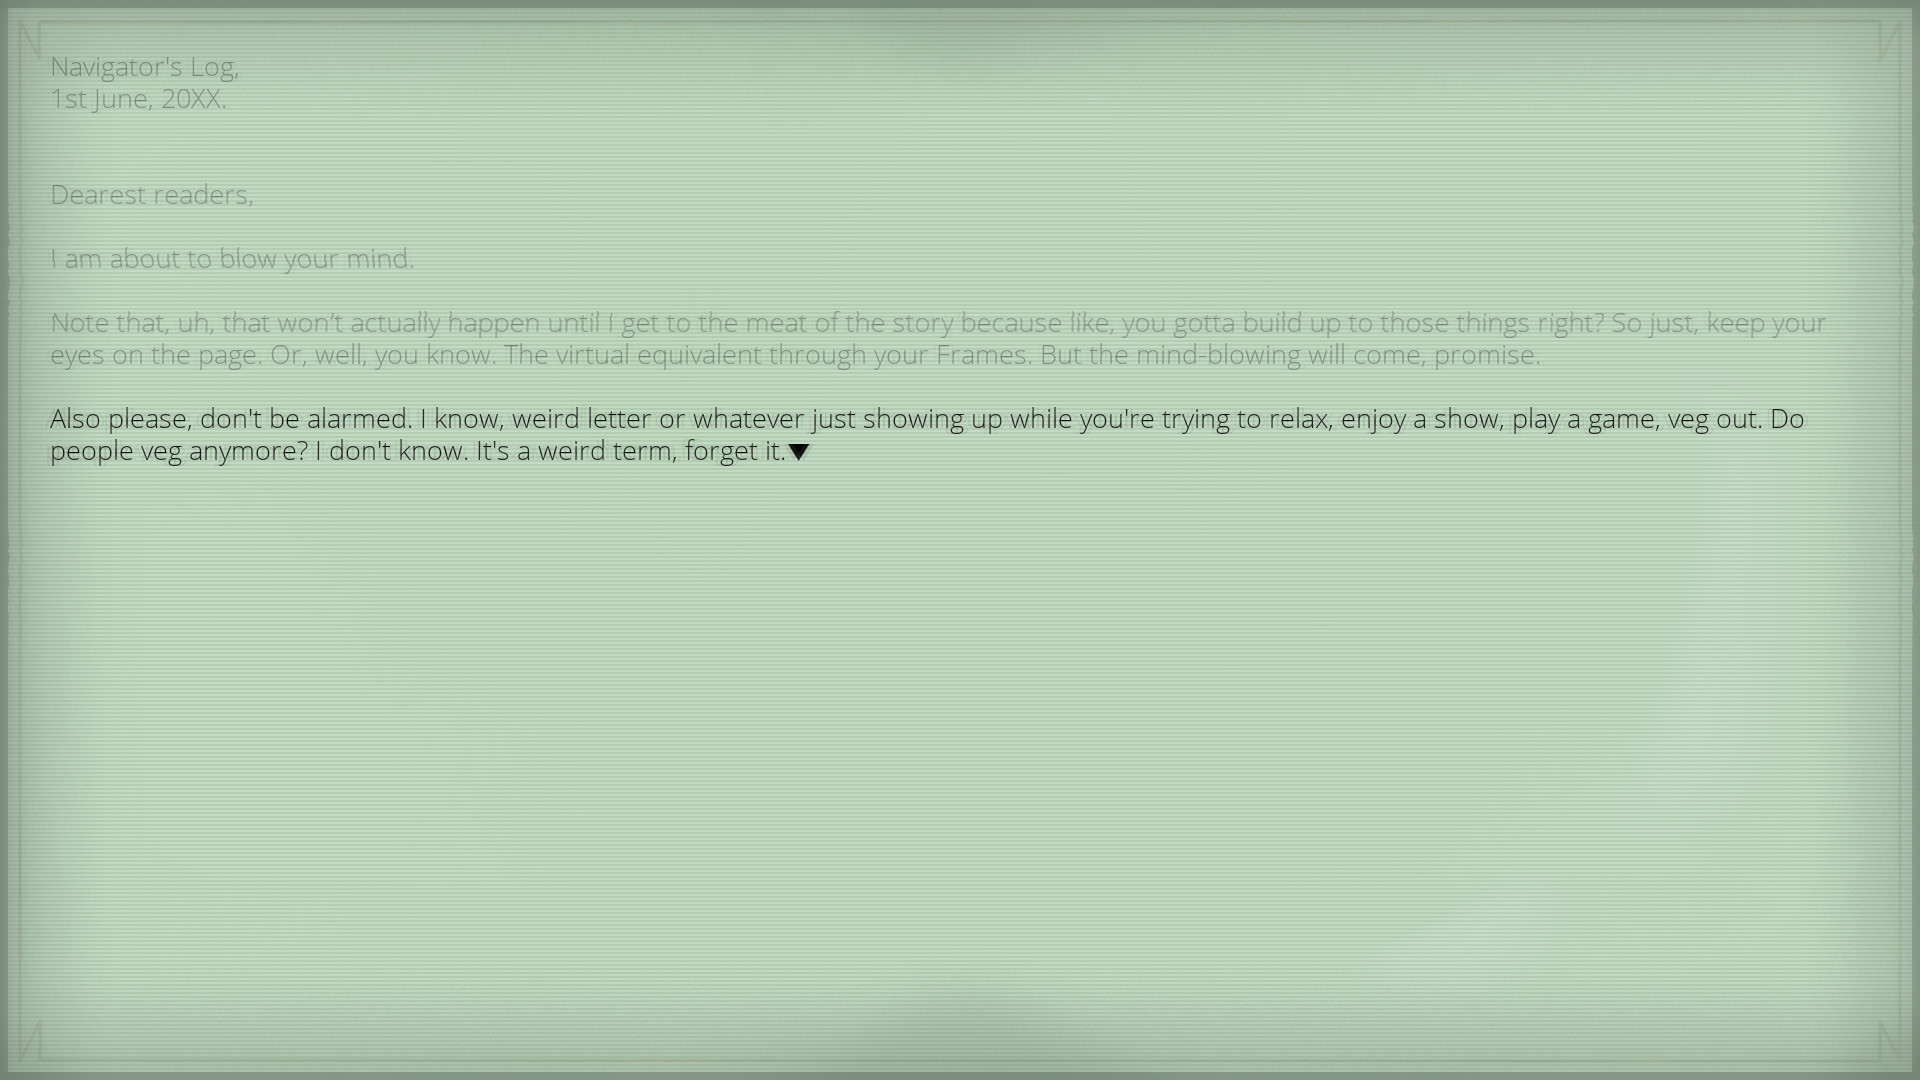 Navigator's Log,
1st June, 20XX.
Dearest readers,
I am about to blow your mind.
Note that, uh, that won't actually happen until I get to the meat of the story because like, you gotta build up to those things right? So just, keep your
eyes on the page. Or, well, you know. The virtual equivalent through your Frames. But the mind-blowing will come, promise.
Also please, don't be alarmed. I know, weird letter or whatever just showing up while you're trying to relax, enjoy a show, play a game, veg out. Do
people veg anymore? I don't know. It's a weird term, forget it.▼